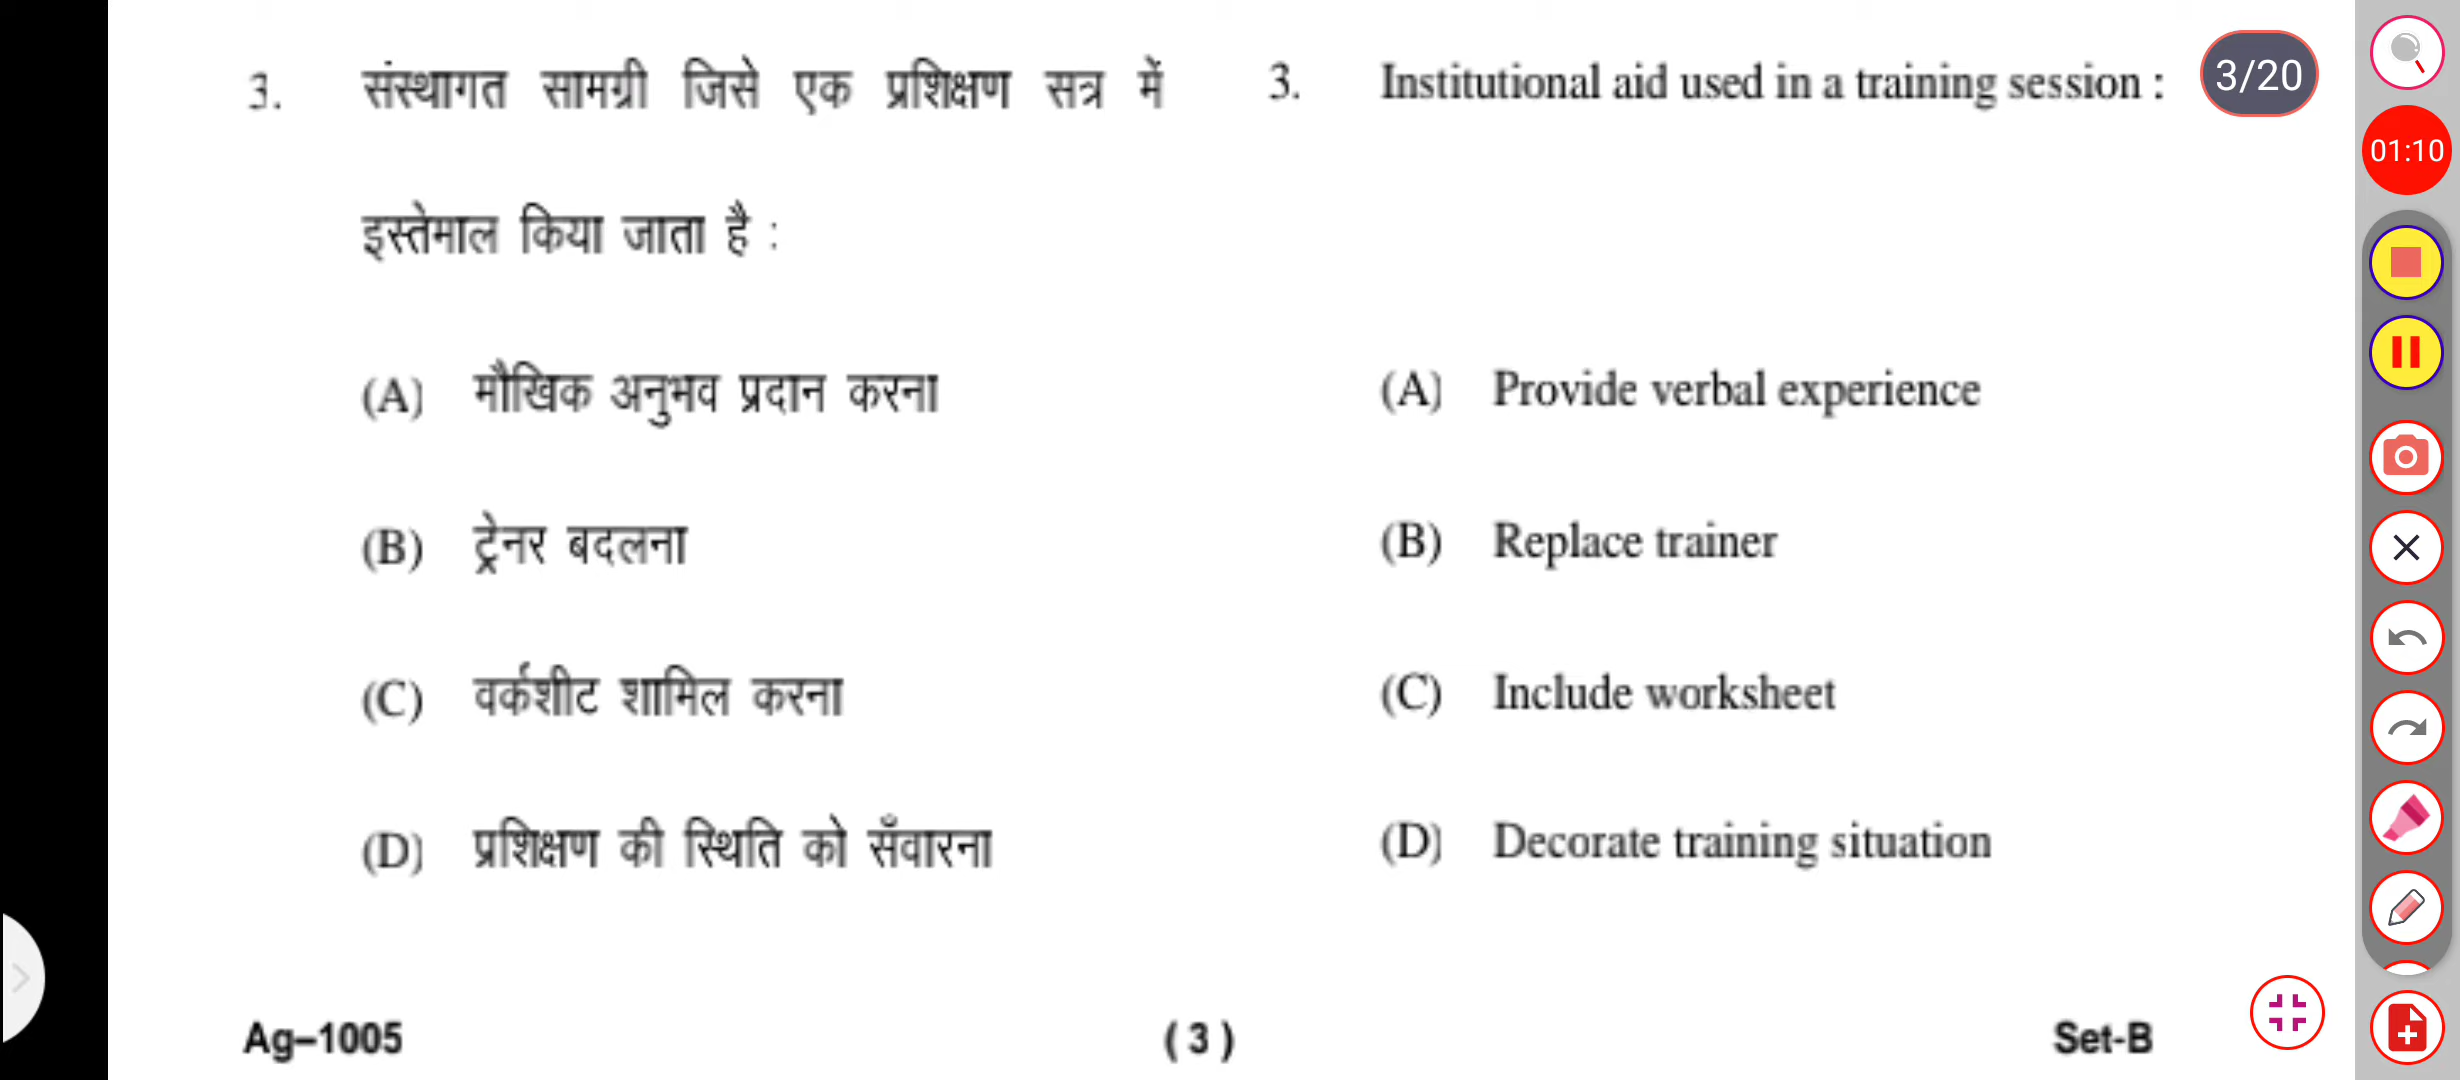 3. संस्थागत सामग्री जिसे एक प्रशिक्षण सत्र में
इस्तेमाल किया जाता है :
(A) मौखिक अनुभव प्रदान करना
(B) ट्रेनर बदलना
(C) वर्कशीट शामिल करना
(D) प्रशिक्षण की स्थिति को सँवारना
3. Institutional aid used in a training session :
(A) Provide verbal experience
(B) Replace trainer
(C) Include worksheet
(D) Decorate training situation
3/20
01:10
Ag–1005
( 3 )
Set-B